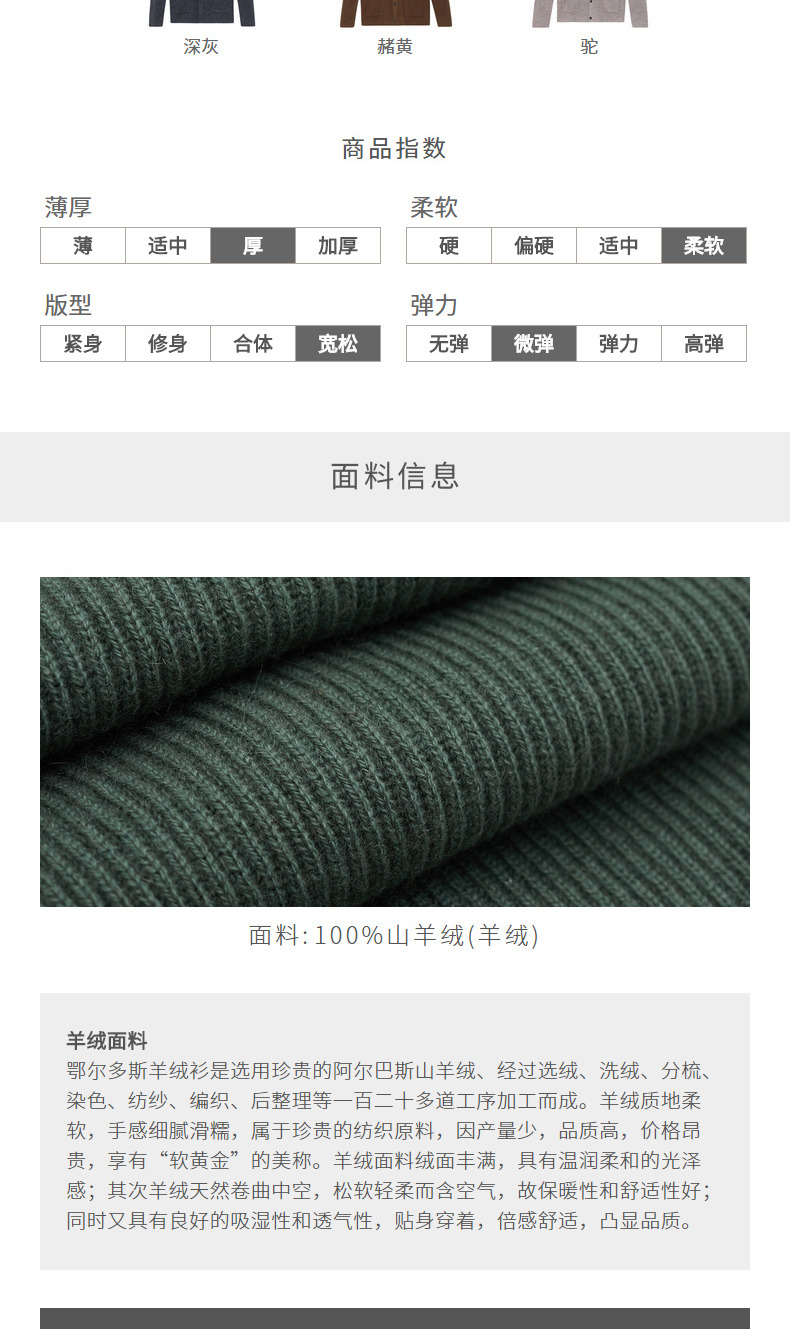 深灰 赭黄 驼
商品指数
薄厚 柔软
薄 适中 厚 加厚 硬 偏硬 适中 柔软
版型 弹力
紧身 修身 合体 宽松 无弹 微弹 弹力 高弹
面料信息
面料:100%山羊绒(羊绒)
羊绒面料
鄂尔多斯羊绒衫是选用珍贵的阿尔巴斯山羊绒、经过选绒、洗绒、分梳、
染色、纺纱、编织、后整理等一百二十多道工序加工而成。羊绒质地柔
软，手感细腻滑糯，属于珍贵的纺织原料，因产量少，品质高，价格昂
贵，享有“软黄金”的美称。羊绒面料绒面丰满，具有温润柔和的光泽
感；其次羊绒天然卷曲中空，松软轻柔而含空气，故保暖性和舒适性好；
同时又具有良好的吸湿性和透气性，贴身穿着，倍感舒适，凸显品质。